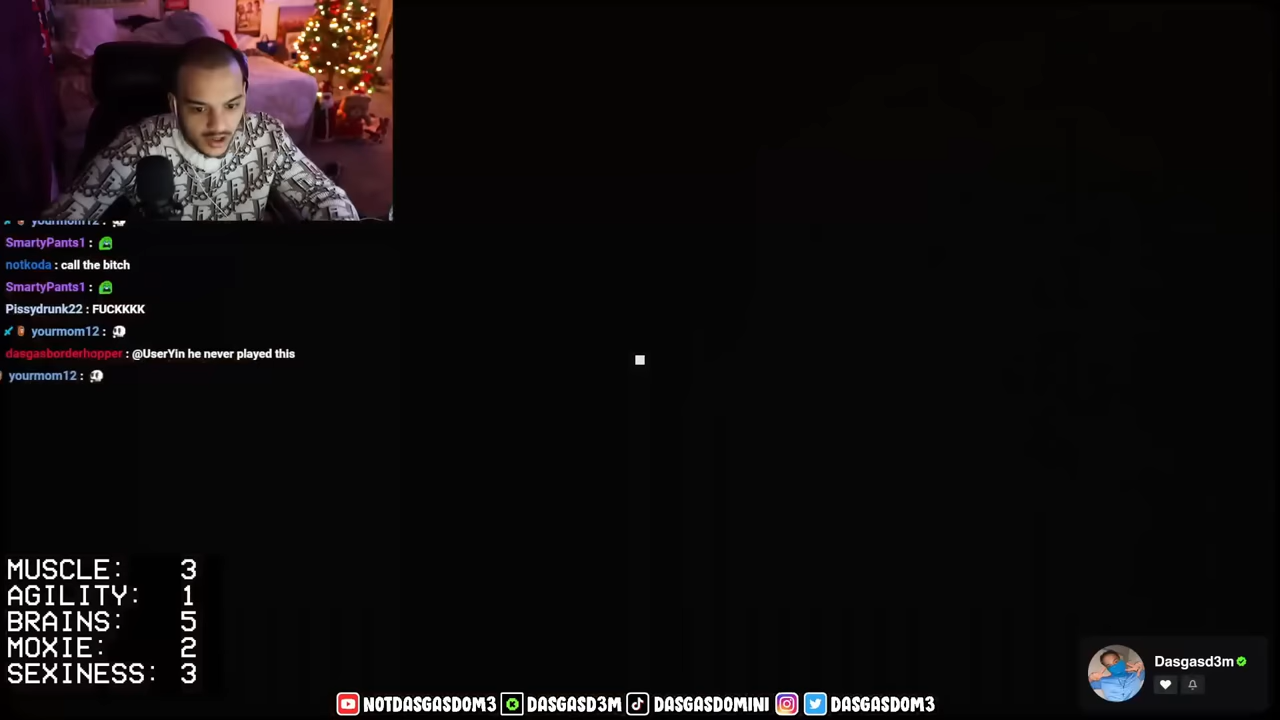 yourmom12 :
SmartyPants1 :
notkoda : call the bitch
SmartyPants1 :
Pissydrunk22 : FUCKKKK
yourmom12 :
dasgasborderhopper : @UserYin he never played this
yourmom12 :
MUSCLE: 3
AGILITY: 1
BRAINS: 5
MOXIE: 2
SEXINESS: 3
Dasgasd3m
NOTDASGASDOM3 DASGASD3M DASGASDOMINI DASGASDOM3